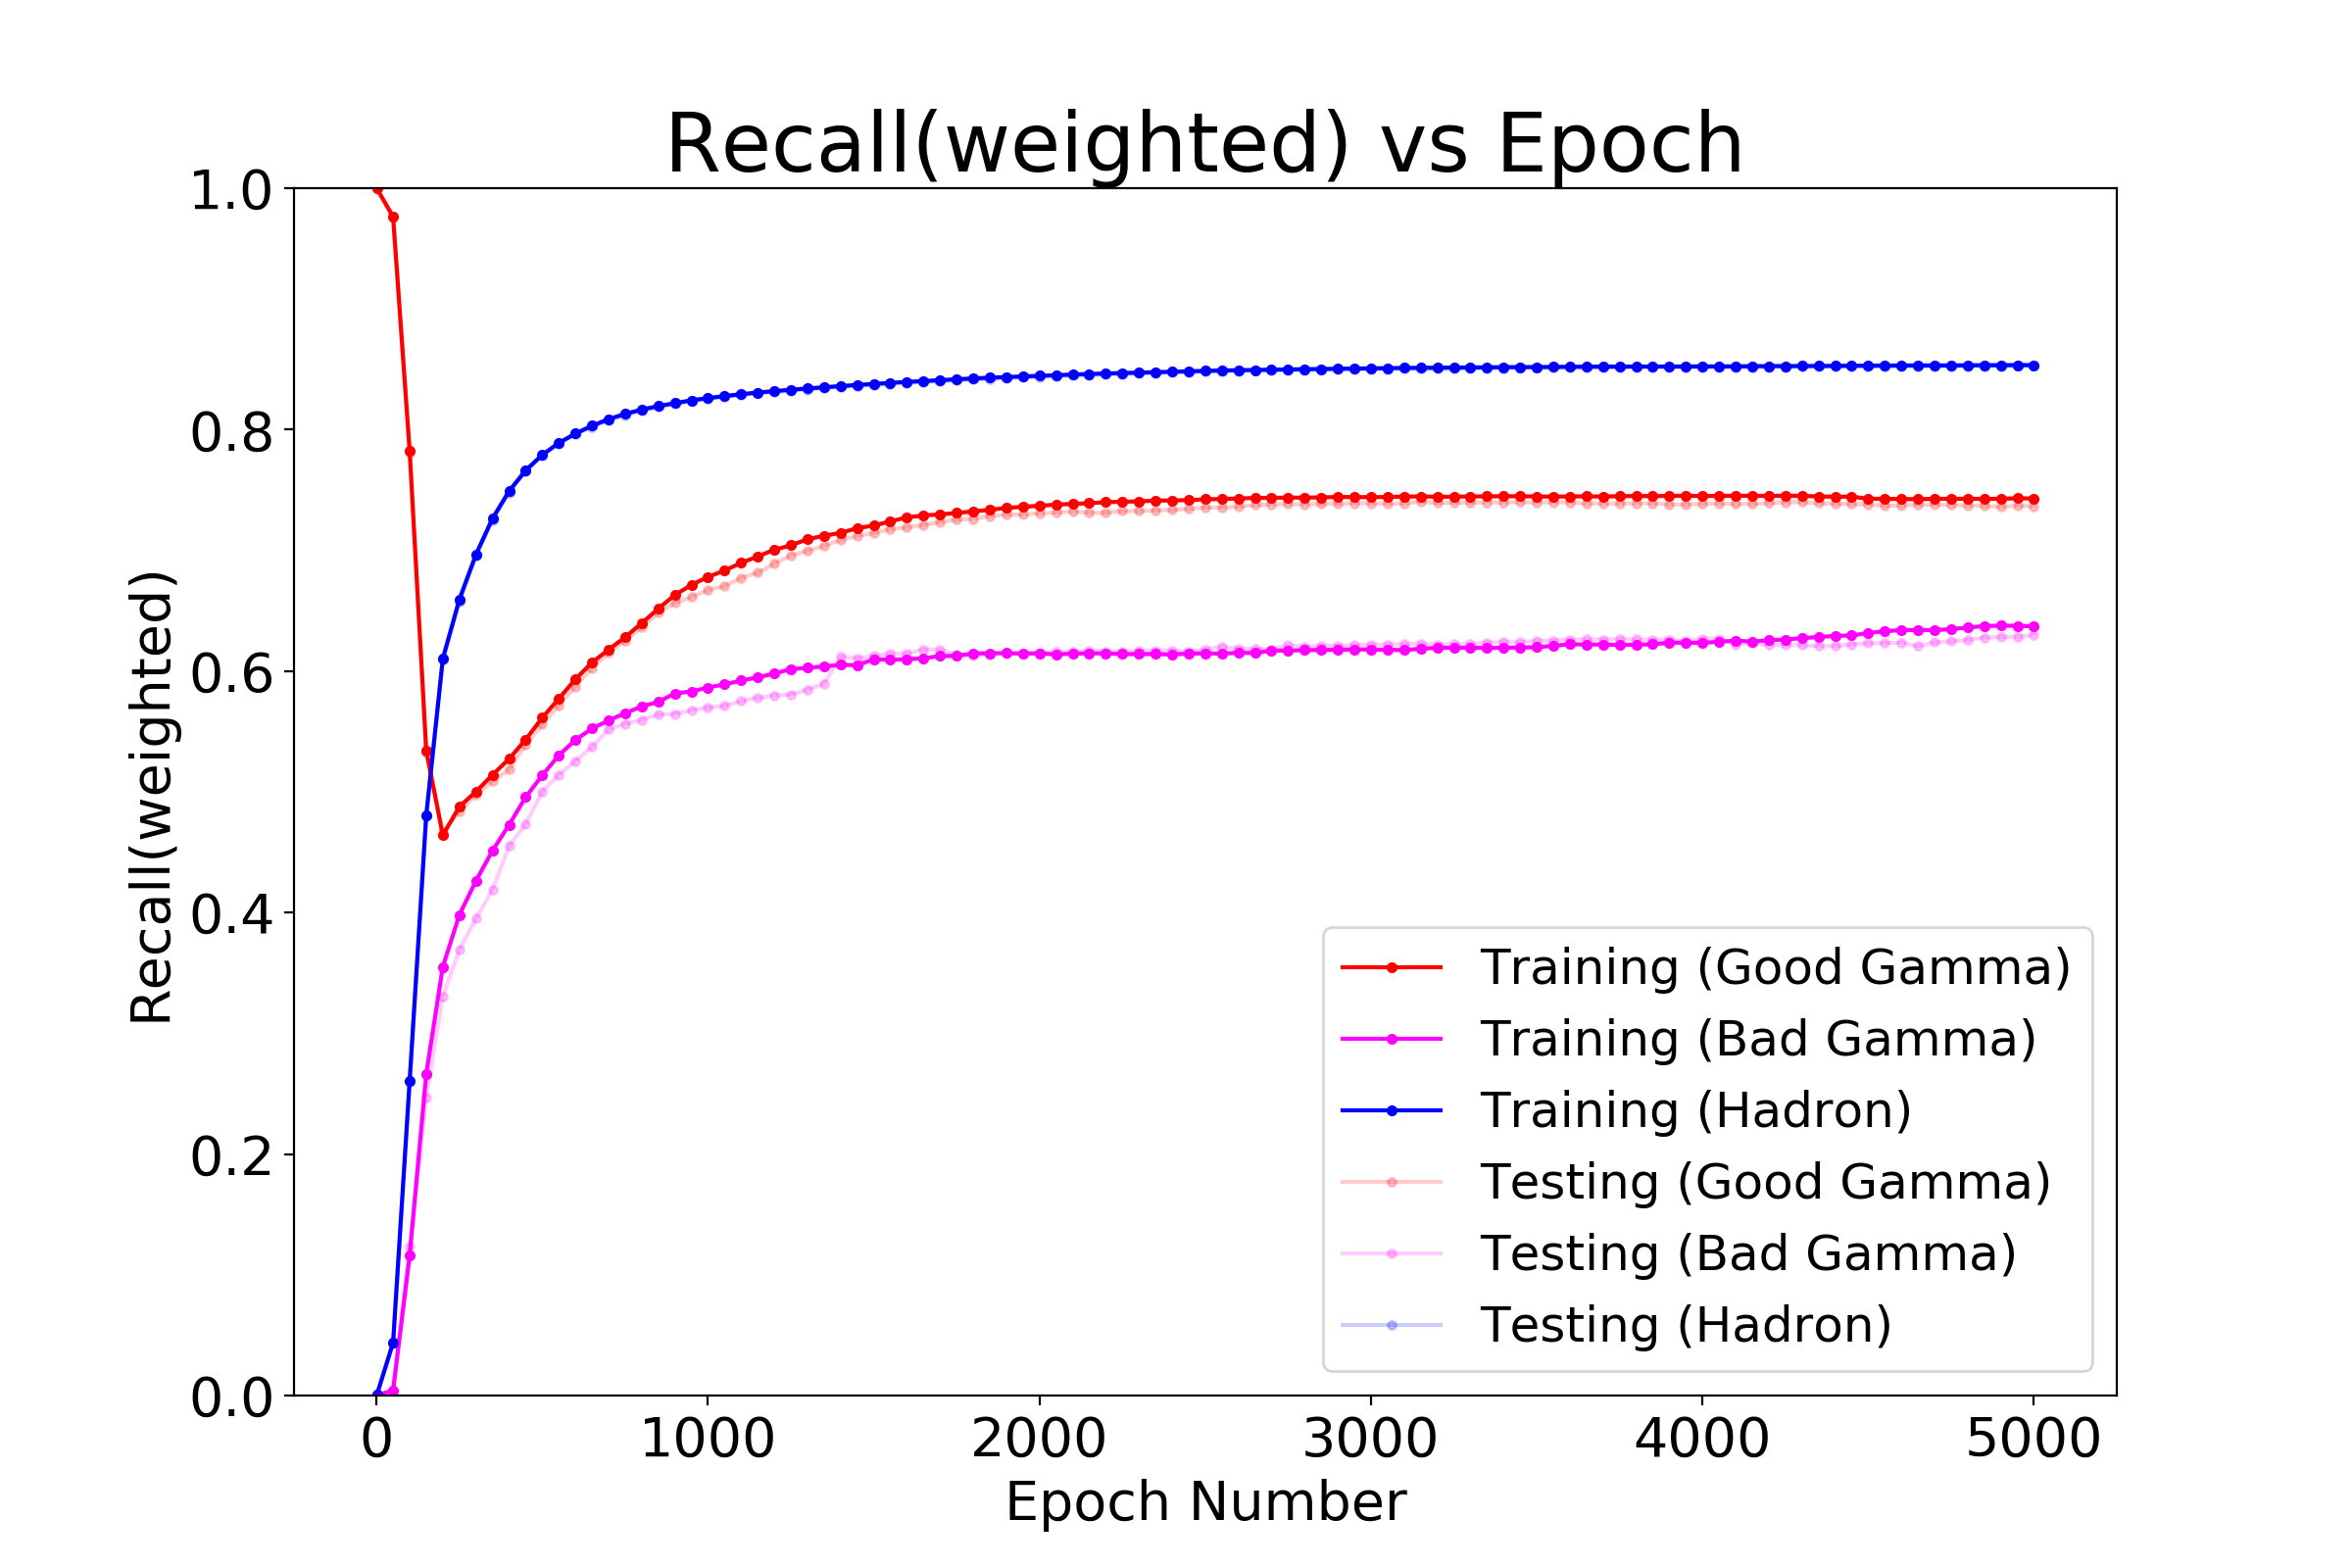 Recall(weighted) vs Epoch
1.0
0.8
0.6
0.4
0.2
0.0
Recall(weighted)
0 1000 2000 3000 4000 5000
Epoch Number
Training (Good Gamma)
Training (Bad Gamma)
Training (Hadron)
Testing (Good Gamma)
Testing (Bad Gamma)
Testing (Hadron)